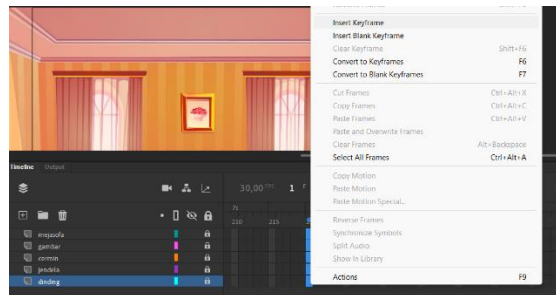 Insert Keyframe
Insert Blank Keyframe
Clear Keyframe Shift+F6
Convert to Keyframes F6
Convert to Blank Keyframes F7
Cut Frames Ctrl+Alt+X
Copy Frames Ctrl+Alt+C
Paste Frames Ctrl+Alt+V
Paste and Overwrite Frames
Clear Frames Alt+Backspace
Select All Frames Ctrl+Alt+A
Copy Motion
Paste Motion
Paste Motion Special...
Reverse Frames
Synchronize Symbols
Split Audio
Show in Library
Actions F9
Timeline Output
30,00 FPS 1 F
7s
210 215
mejasofa
gambar
cormin
jendela
dinding